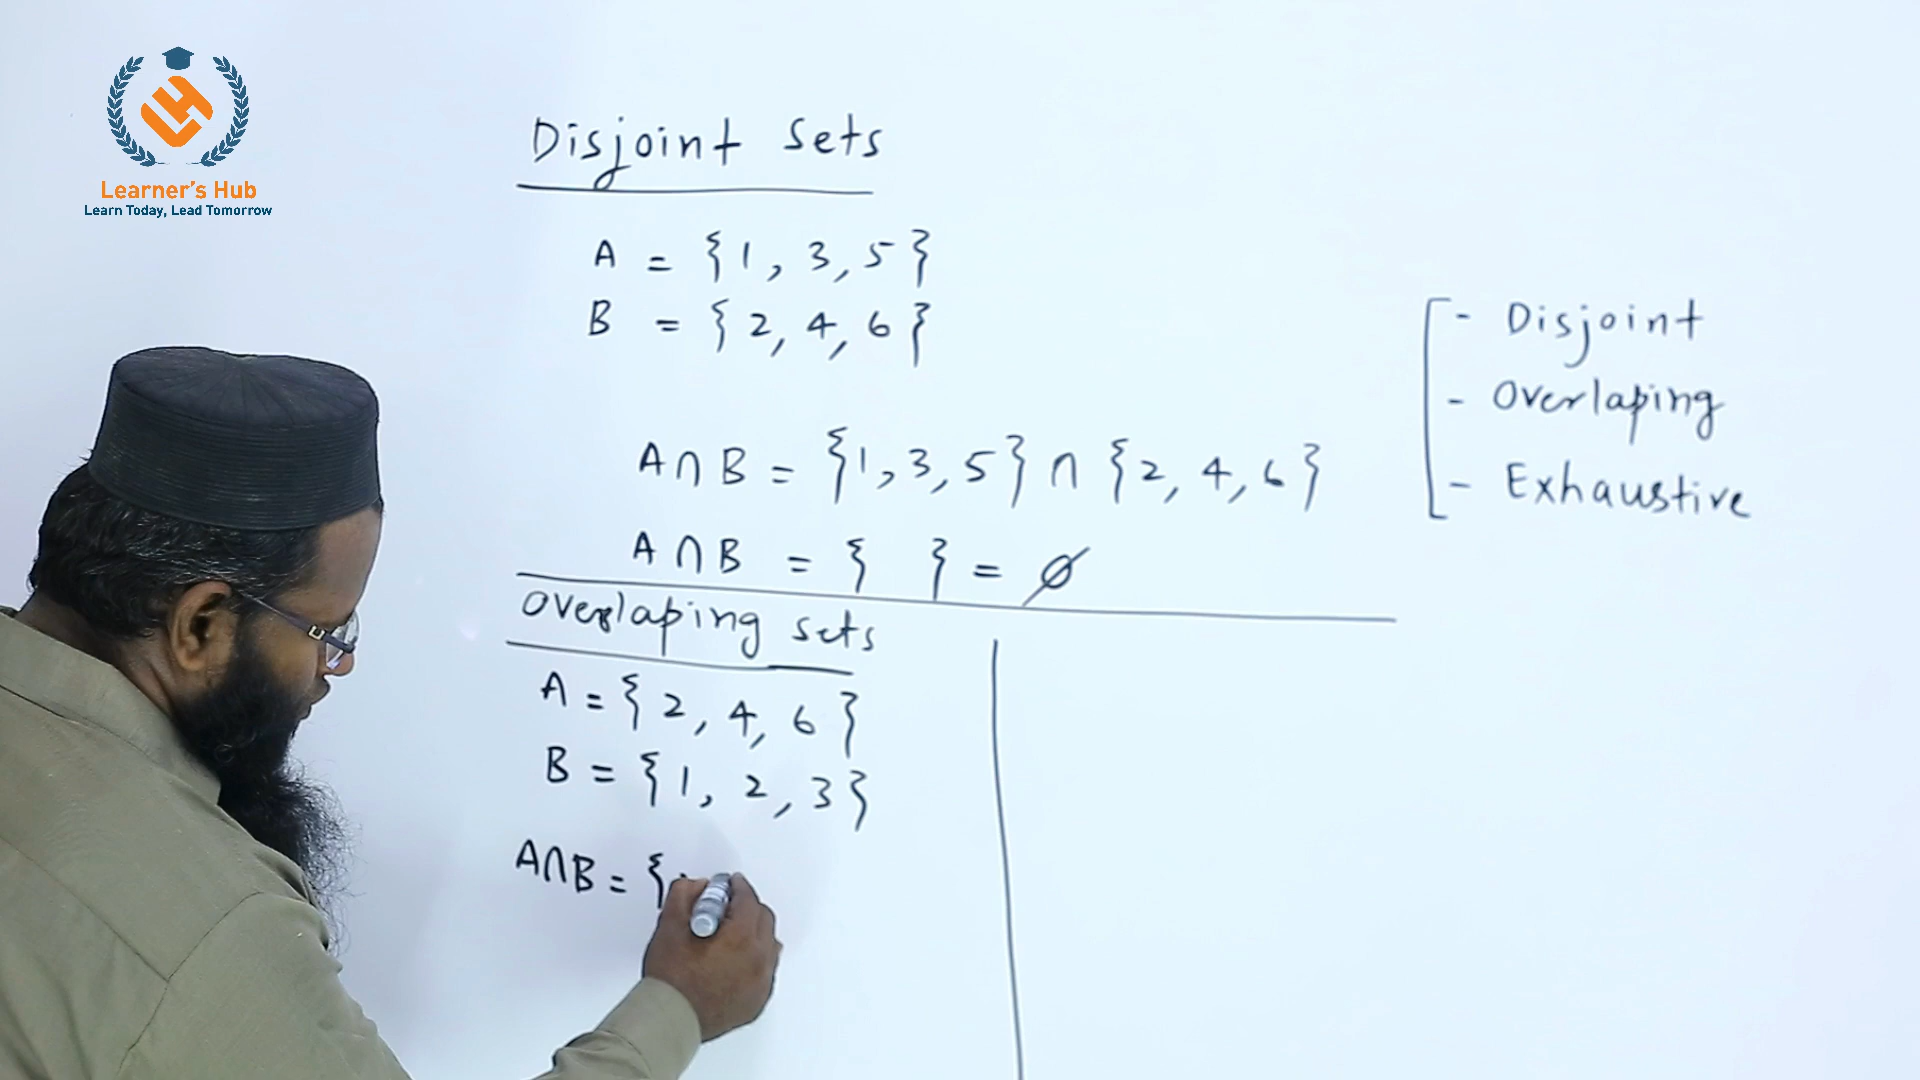 Learner's Hub
Learn Today, Lead Tomorrow
Disjoint sets
A = {1, 3, 5}
B = {2, 4, 6}
A∩B = {1, 3, 5} ∩ {2, 4, 6}
A∩B = { } = ∅
- Disjoint
- Overlaping
- Exhaustive
Overlaping sets
A = {2, 4, 6}
B = {1, 2, 3}
A∩B = {